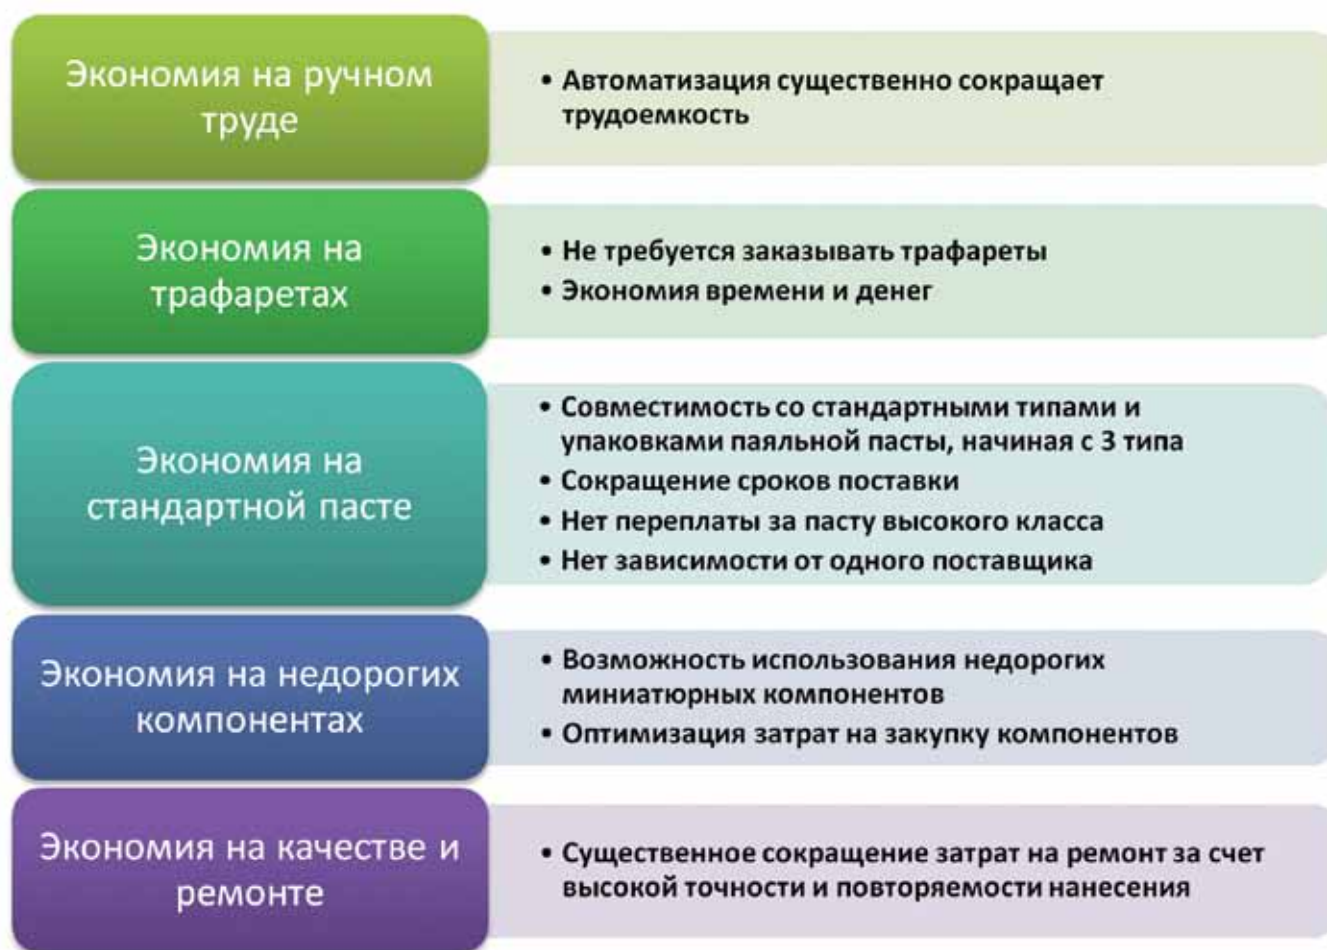 Экономия на ручном
труде
• Автоматизация существенно сокращает
трудоемкость
Экономия на
трафаретах
• Не требуется заказывать трафареты
• Экономия времени и денег
Экономия на
стандартной пасте
• Совместимость со стандартными типами и
упаковками паяльной пасты, начиная с 3 типа
• Сокращение сроков поставки
• Нет переплаты за пасту высокого класса
• Нет зависимости от одного поставщика
Экономия на недорогих
компонентах
• Возможность использования недорогих
миниатюрных компонентов
• Оптимизация затрат на закупку компонентов
Экономия на качестве и
ремонте
• Существенное сокращение затрат на ремонт за счет
высокой точности и повторяемости нанесения